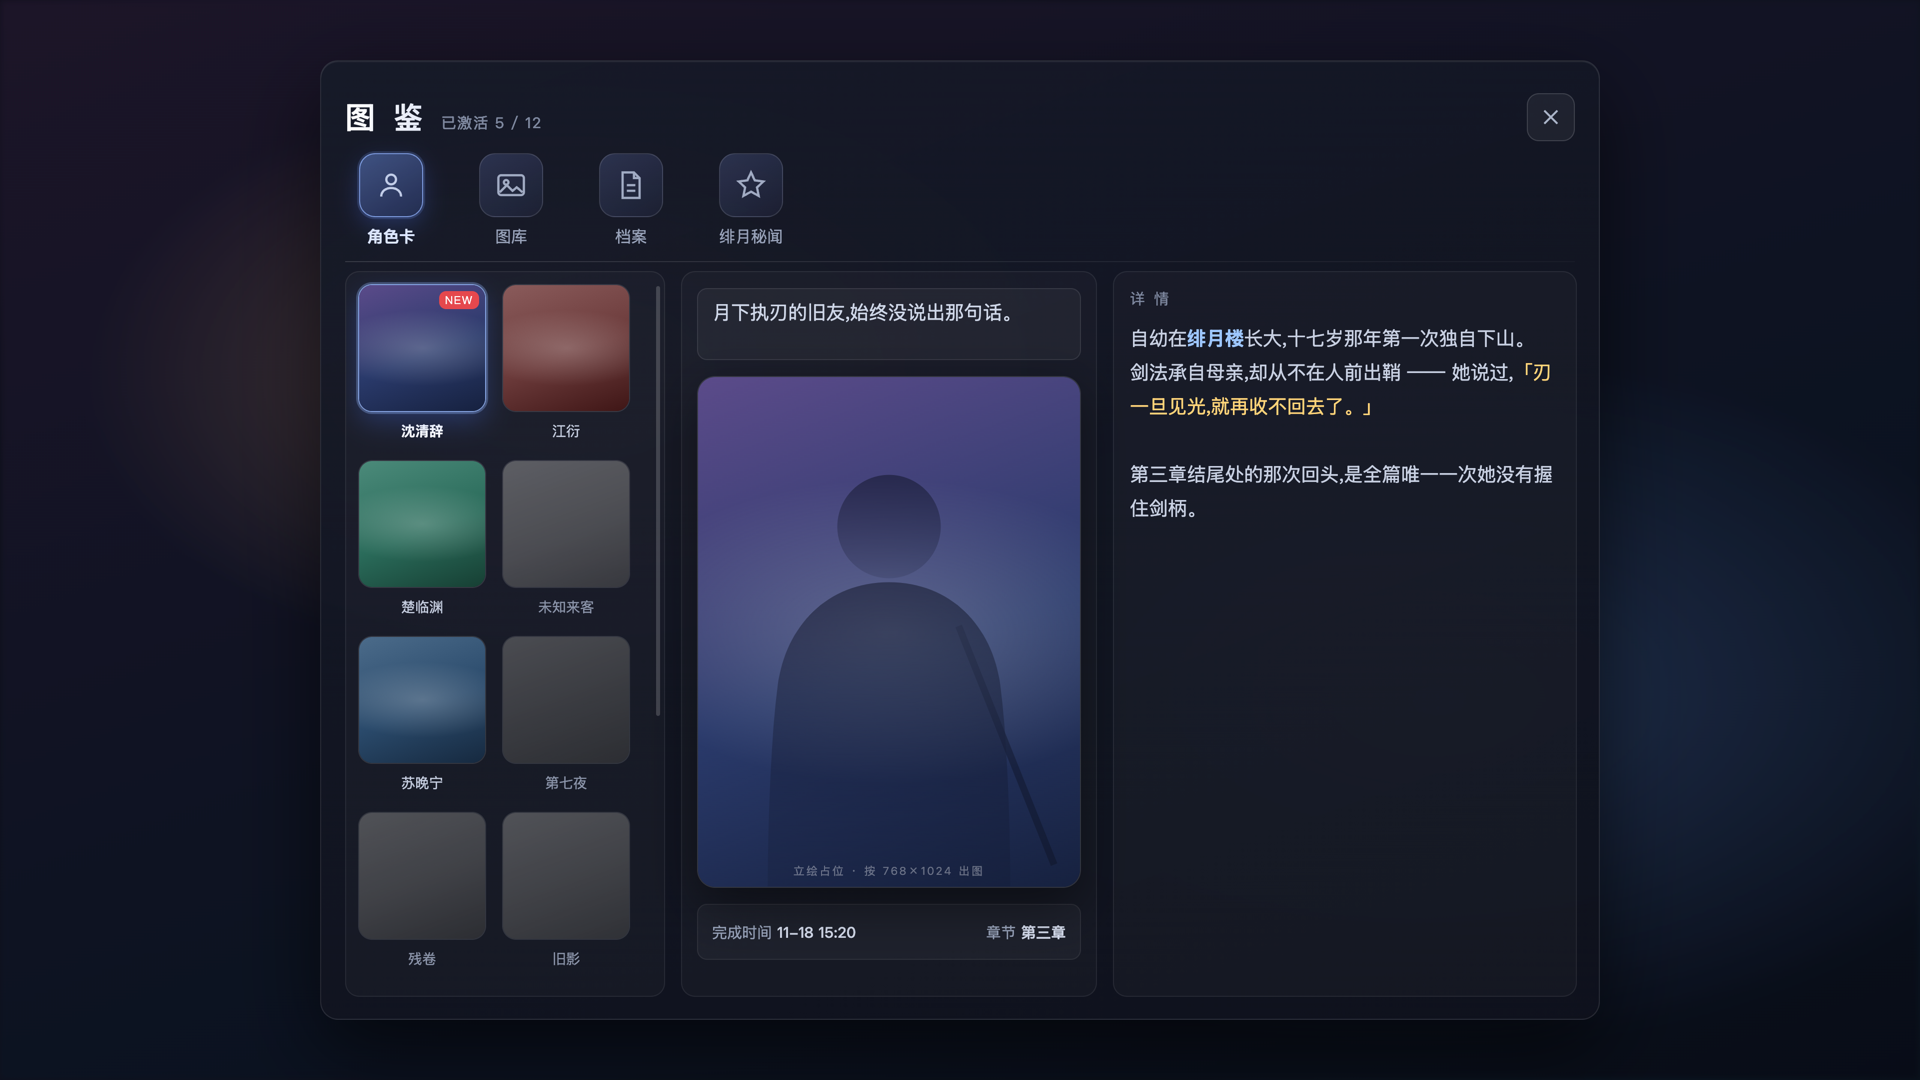 图 鉴
已激活 5 / 12
角色卡
图库
档案
绯月秘闻
NEW
沈清辞
江衍
楚临渊
未知来客
苏晚宁
第七夜
残卷
旧影
月下执刃的旧友,始终没说出那句话。
立绘占位 · 按 768×1024 出图
完成时间 11-18 15:20
章节 第三章
详 情
自幼在绯月楼长大,十七岁那年第一次独自下山。
剑法承自母亲,却从不在人前出鞘 —— 她说过,「刃
一旦见光,就再收不回去了。」
第三章结尾处的那次回头,是全篇唯一一次她没有握
住剑柄。